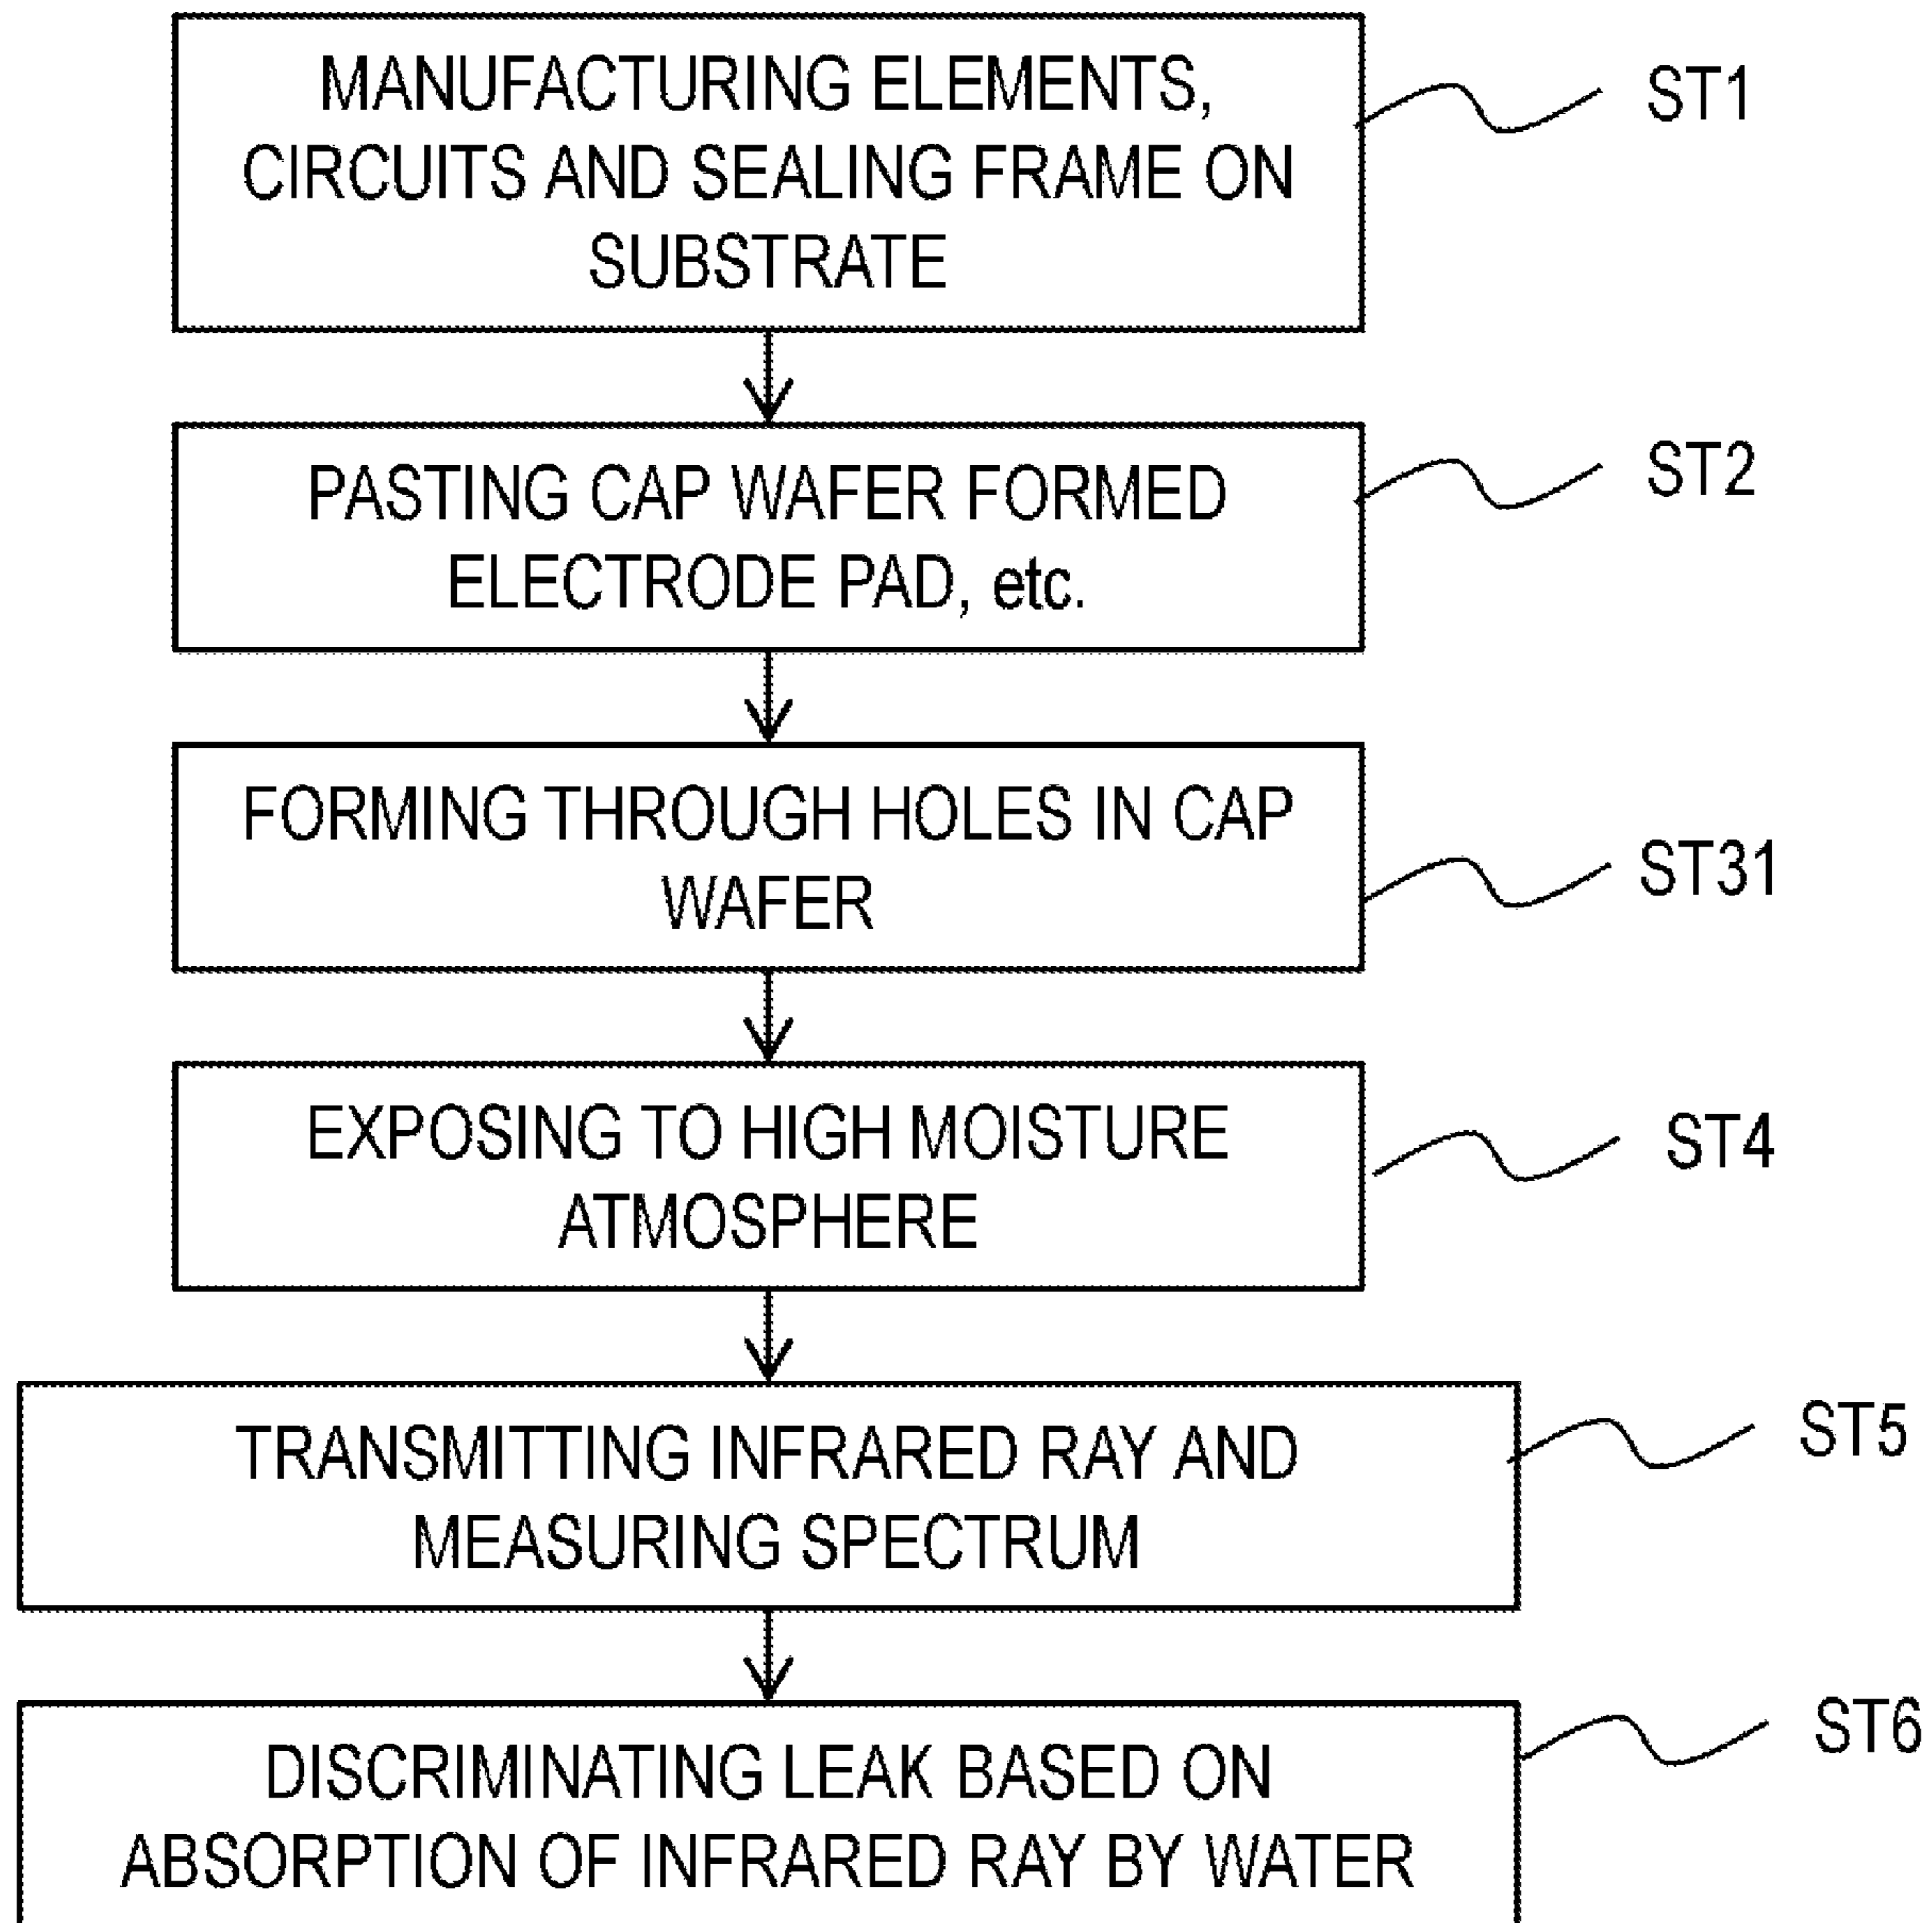 MANUFACTURING ELEMENTS,
CIRCUITS AND SEALING FRAME ON
SUBSTRATE
ST1
PASTING CAP WAFER FORMED
ELECTRODE PAD, etc.
ST2
FORMING THROUGH HOLES IN CAP
WAFER
ST31
EXPOSING TO HIGH MOISTURE
ATMOSPHERE
ST4
TRANSMITTING INFRARED RAY AND
MEASURING SPECTRUM
ST5
DISCRIMINATING LEAK BASED ON
ABSORPTION OF INFRARED RAY BY WATER
ST6